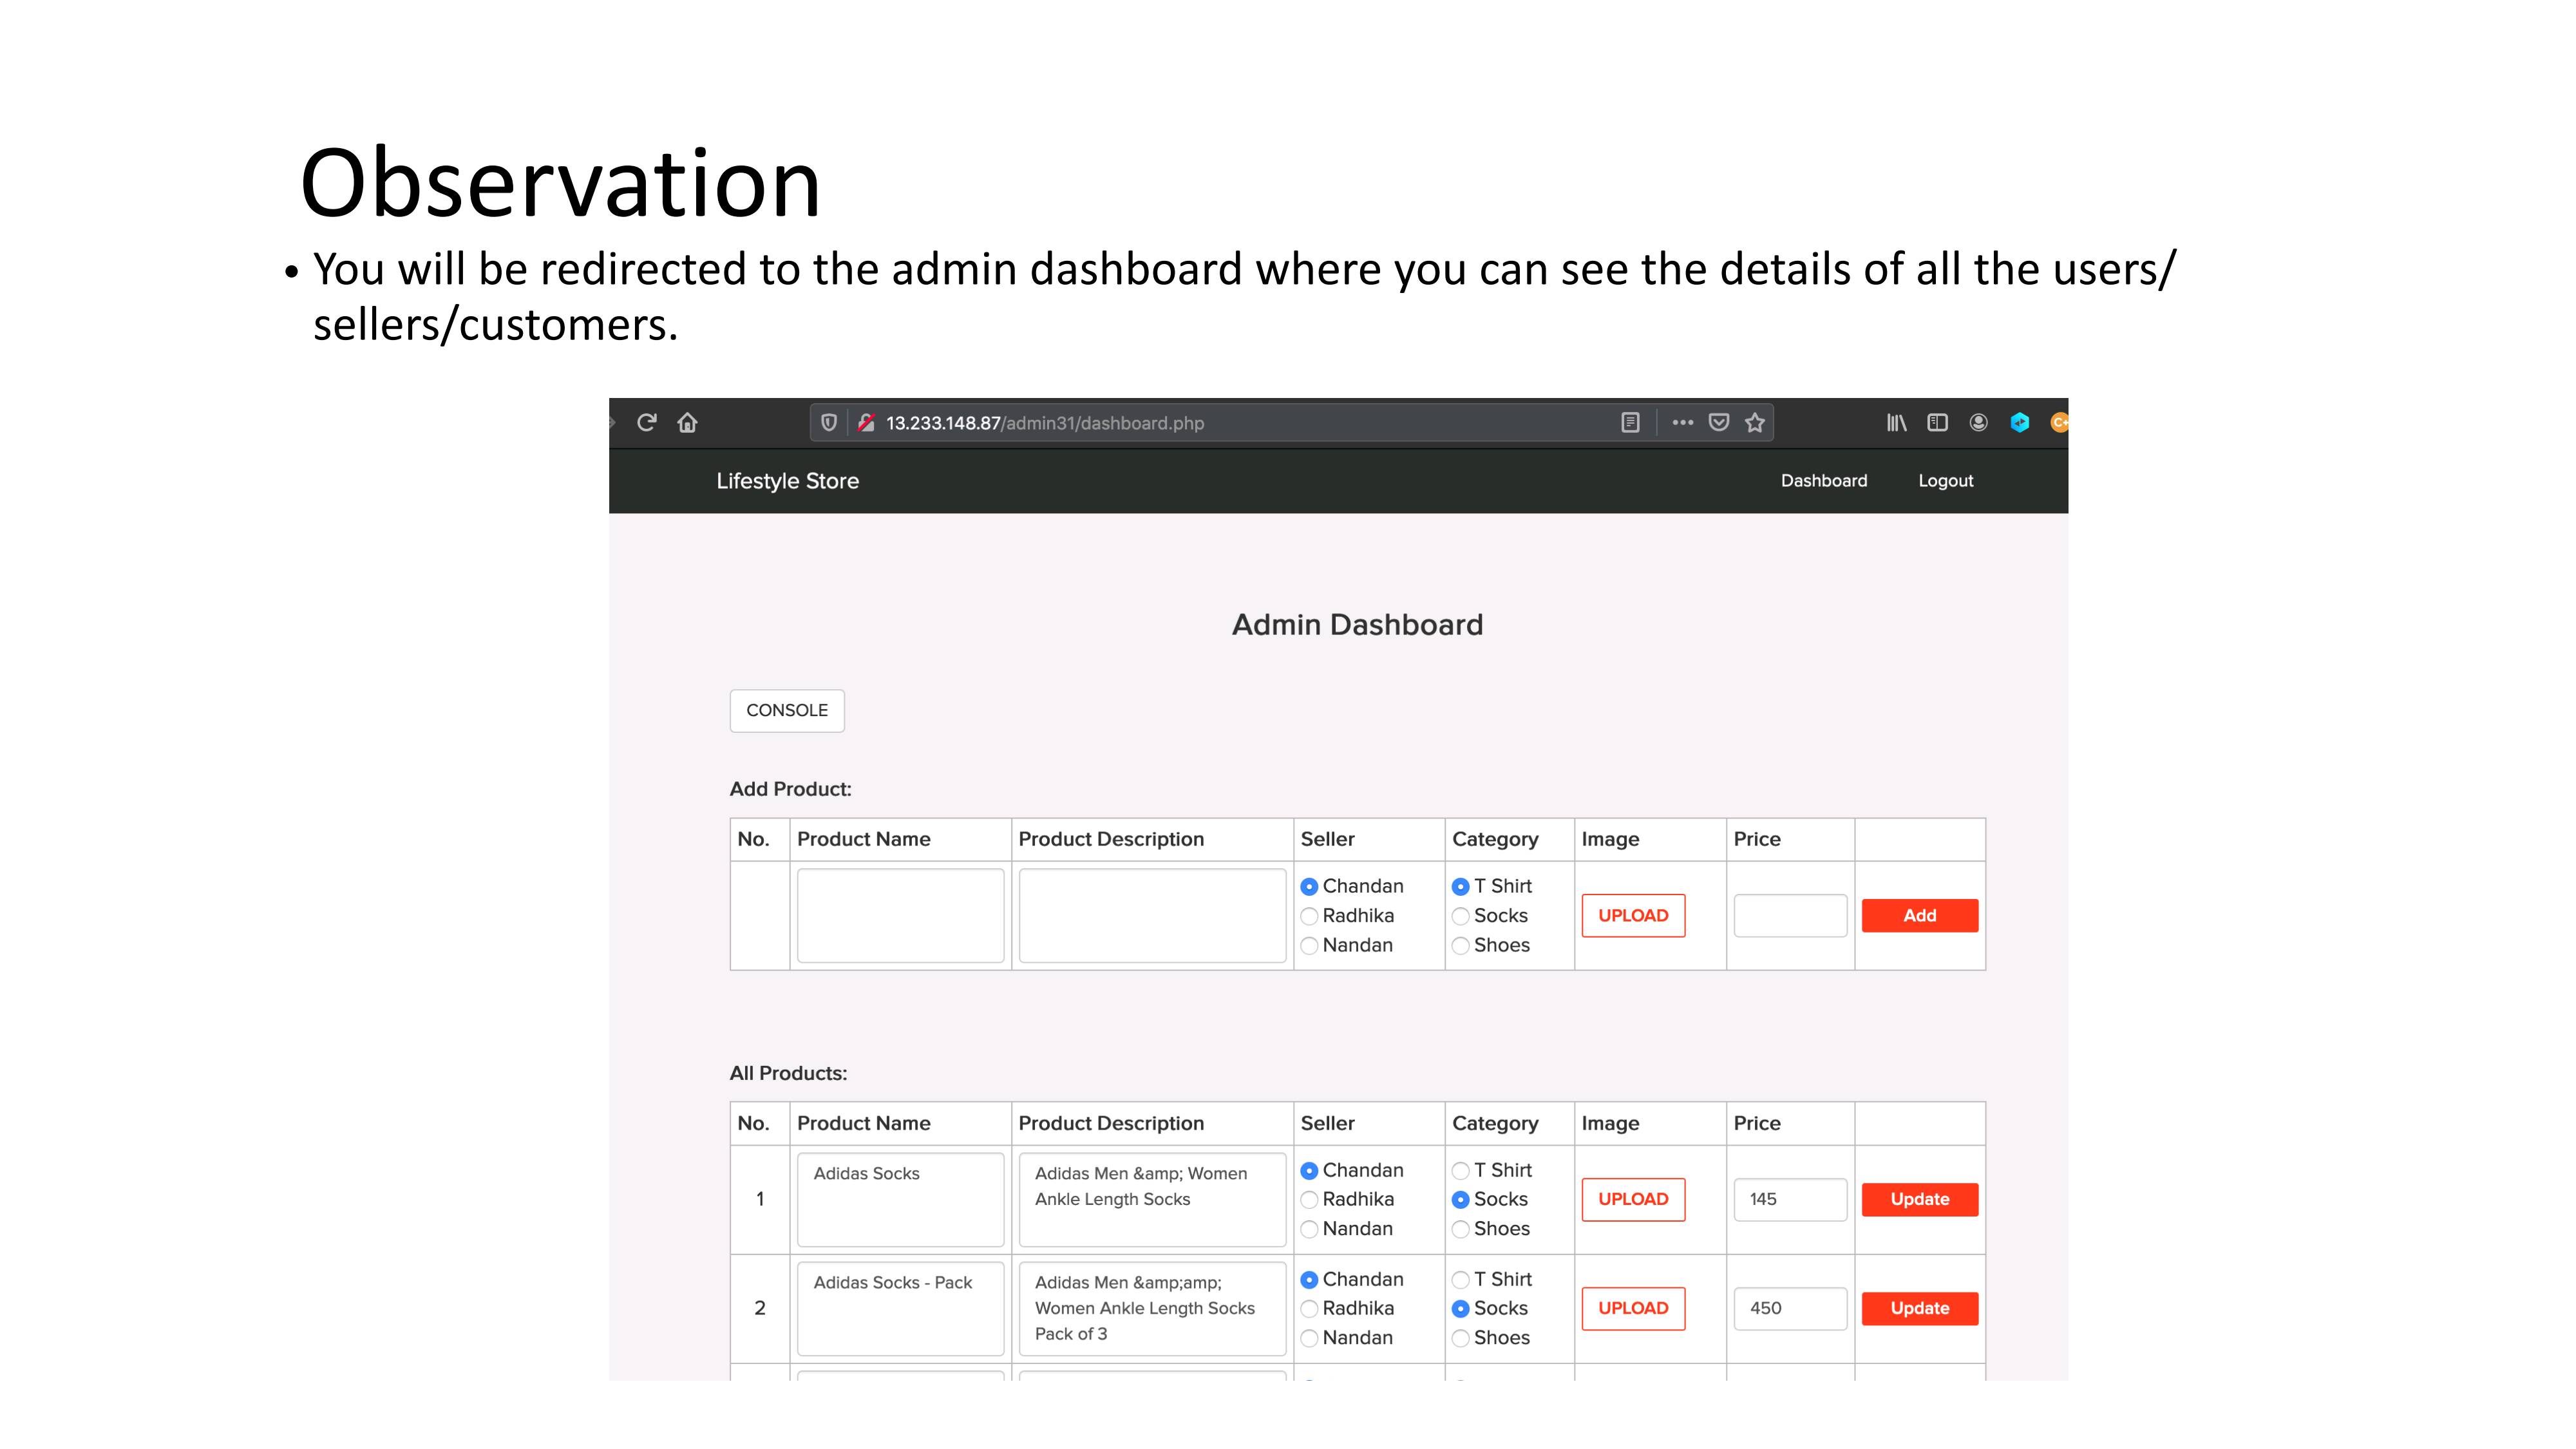 Observation
• You will be redirected to the admin dashboard where you can see the details of all the users/
sellers/customers.
13.233.148.87/admin31/dashboard.php
Lifestyle Store Dashboard Logout
Admin Dashboard
CONSOLE
Add Product:
No. Product Name Product Description Seller Category Image Price
Chandan T Shirt
Radhika Socks UPLOAD Add
Nandan Shoes
All Products:
No. Product Name Product Description Seller Category Image Price
Adidas Socks Adidas Men &amp; Women Chandan T Shirt
1 Ankle Length Socks Radhika Socks UPLOAD 145 Update
Nandan Shoes
Adidas Socks - Pack Adidas Men &amp;amp; Chandan T Shirt
2 Women Ankle Length Socks Radhika Socks UPLOAD 450 Update
Pack of 3 Nandan Shoes